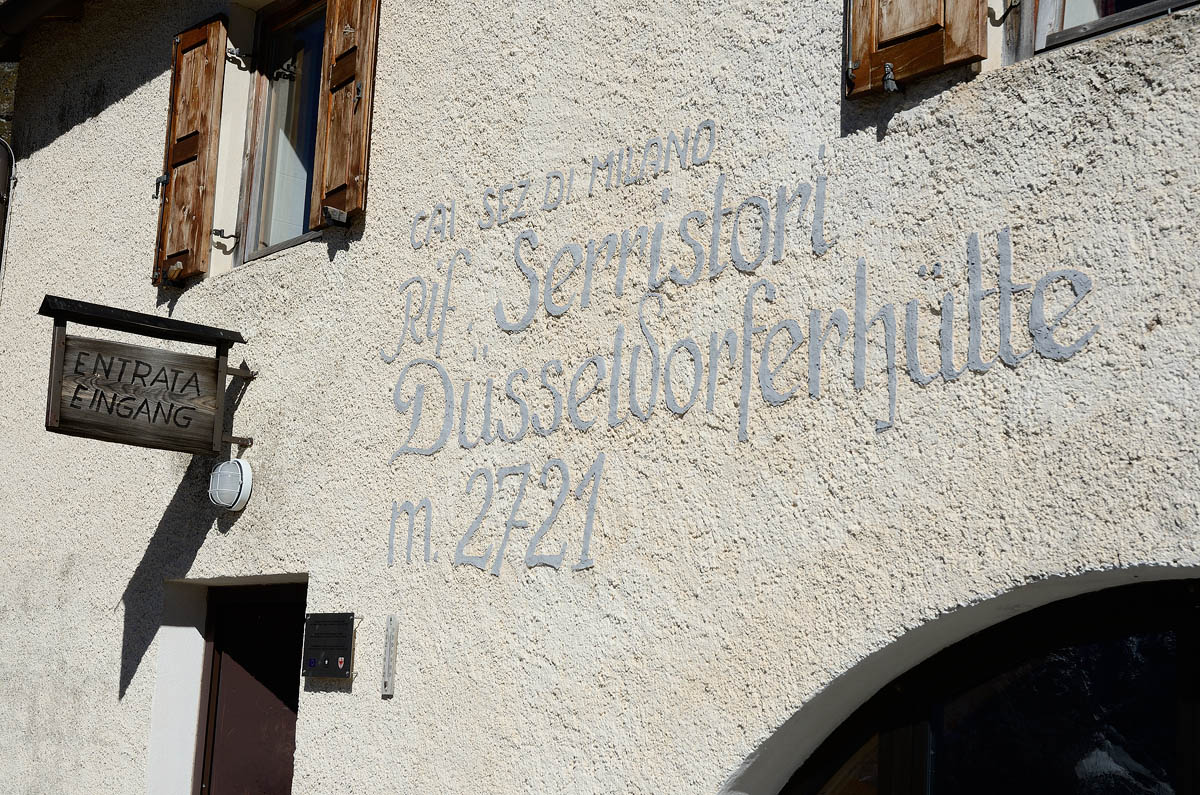 CAI SEZ DI MILANO
Rif. Serristori
Düsseldorferhütte
m. 2721
ENTRATA
EINGANG